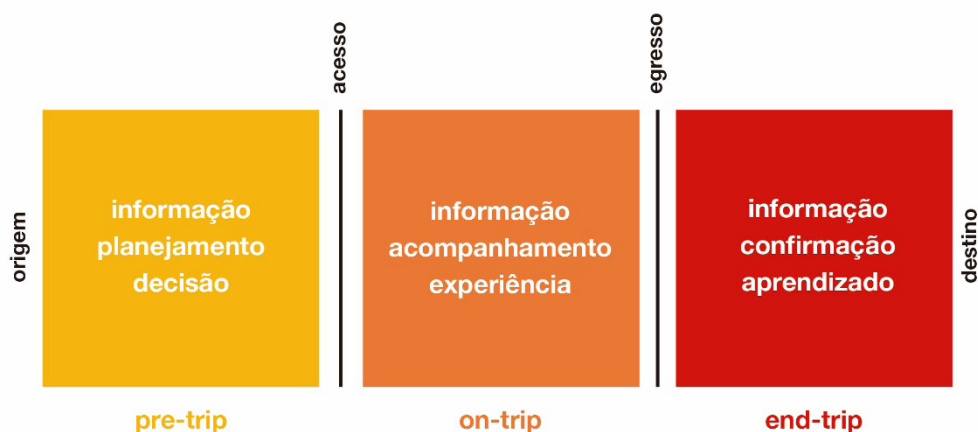 acesso
egresso
origem
informação
planejamento
decisão
informação
acompanhamento
experiência
informação
confirmação
aprendizado
destino
pre-trip
on-trip
end-trip